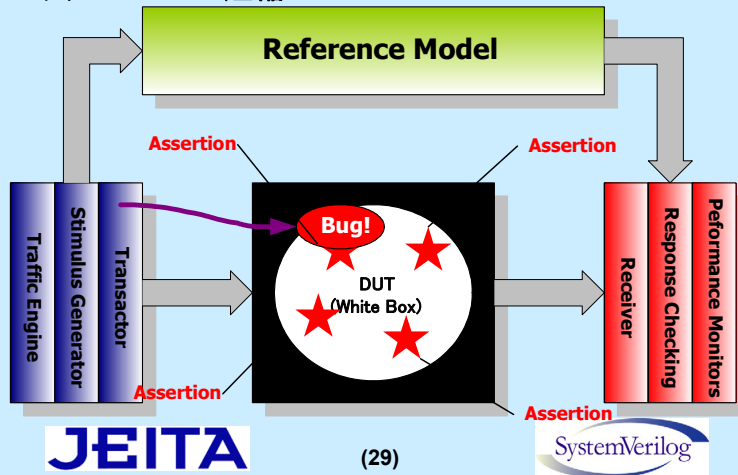 Reference Model
Assertion
Assertion
Traffic Engine
Stimulus Generator
Transactor
Bug!
DUT
(White Box)
Receiver
Response Checking
Peformance Monitors
Assertion
Assertion
JEITA
(29)
SystemVerilog